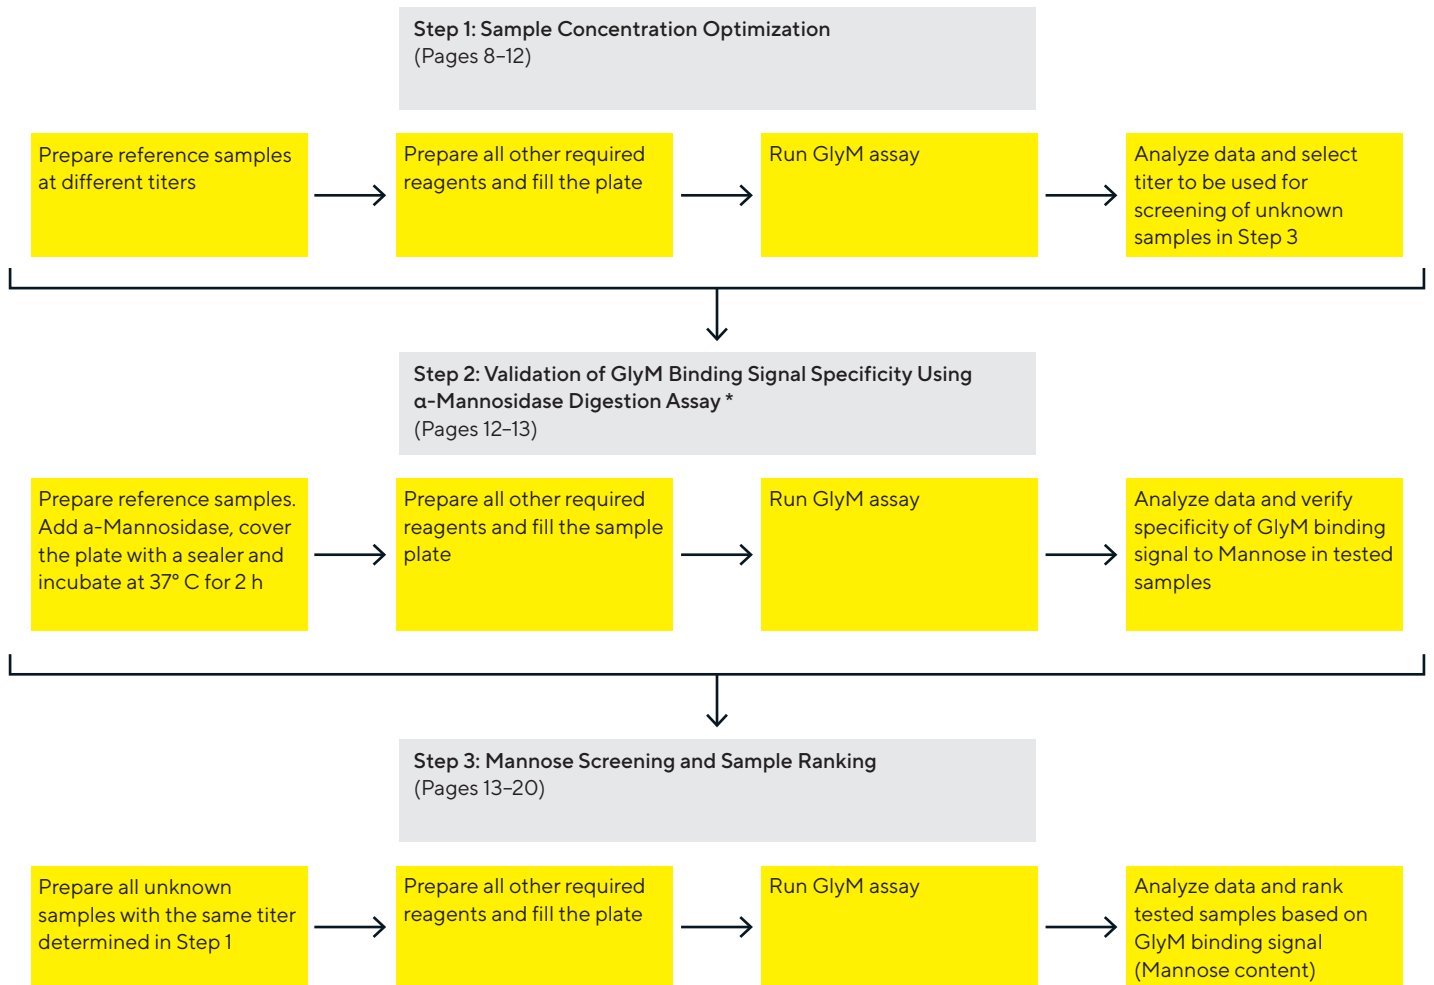 Step 1: Sample Concentration Optimization
(Pages 8–12)
Prepare reference samples
at different titers
Prepare all other required
reagents and fill the plate
Run GlyM assay
Analyze data and select
titer to be used for
screening of unknown
samples in Step 3
Step 2: Validation of GlyM Binding Signal Specificity Using
α-Mannosidase Digestion Assay *
(Pages 12–13)
Prepare reference samples.
Add a-Mannosidase, cover
the plate with a sealer and
incubate at 37° C for 2 h
Prepare all other required
reagents and fill the sample
plate
Run GlyM assay
Analyze data and verify
specificity of GlyM binding
signal to Mannose in tested
samples
Step 3: Mannose Screening and Sample Ranking
(Pages 13–20)
Prepare all unknown
samples with the same titer
determined in Step 1
Prepare all other required
reagents and fill the plate
Run GlyM assay
Analyze data and rank
tested samples based on
GlyM binding signal
(Mannose content)